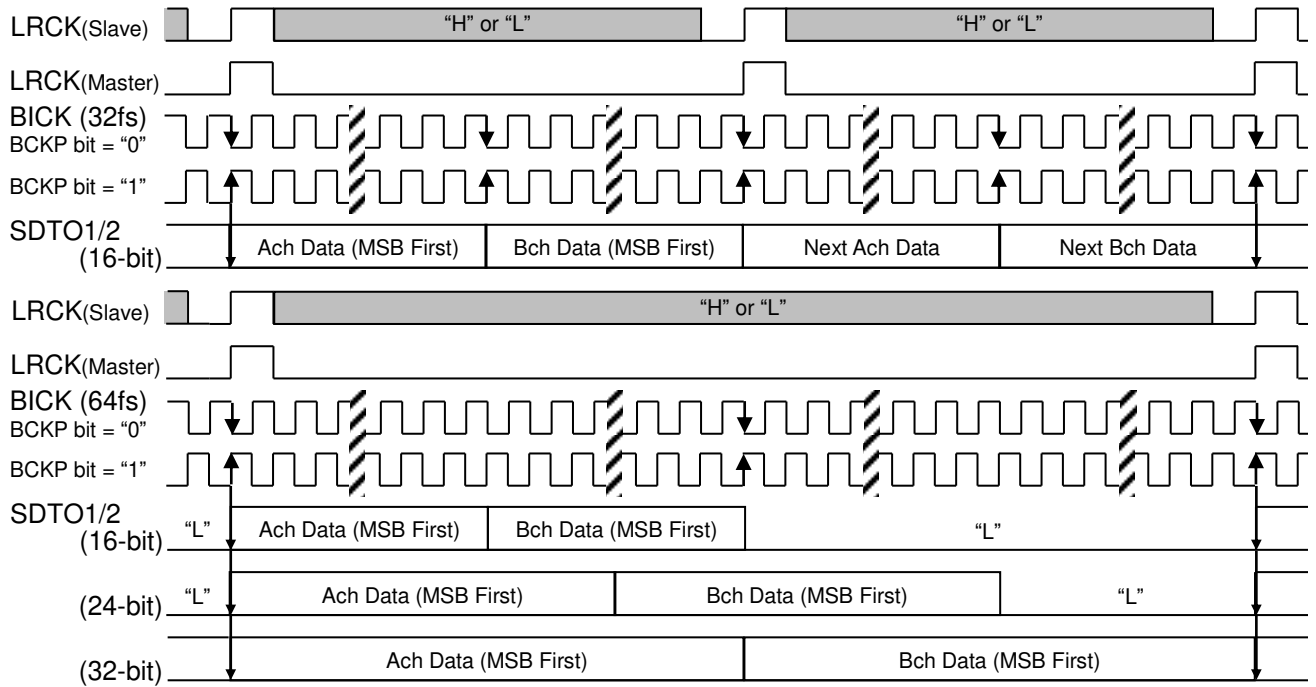 LRCK(Slave) “H” or “L” “H” or “L”
LRCK(Master)
BICK (32fs)
BCKP bit = “0”
BCKP bit = “1”
SDTO1/2
(16-bit) Ach Data (MSB First) Bch Data (MSB First) Next Ach Data Next Bch Data
LRCK(Slave) “H” or “L”
LRCK(Master)
BICK (64fs)
BCKP bit = “0”
BCKP bit = “1”
SDTO1/2
(16-bit) “L” Ach Data (MSB First) Bch Data (MSB First) “L”
(24-bit) “L” Ach Data (MSB First) Bch Data (MSB First) “L”
(32-bit) Ach Data (MSB First) Bch Data (MSB First)